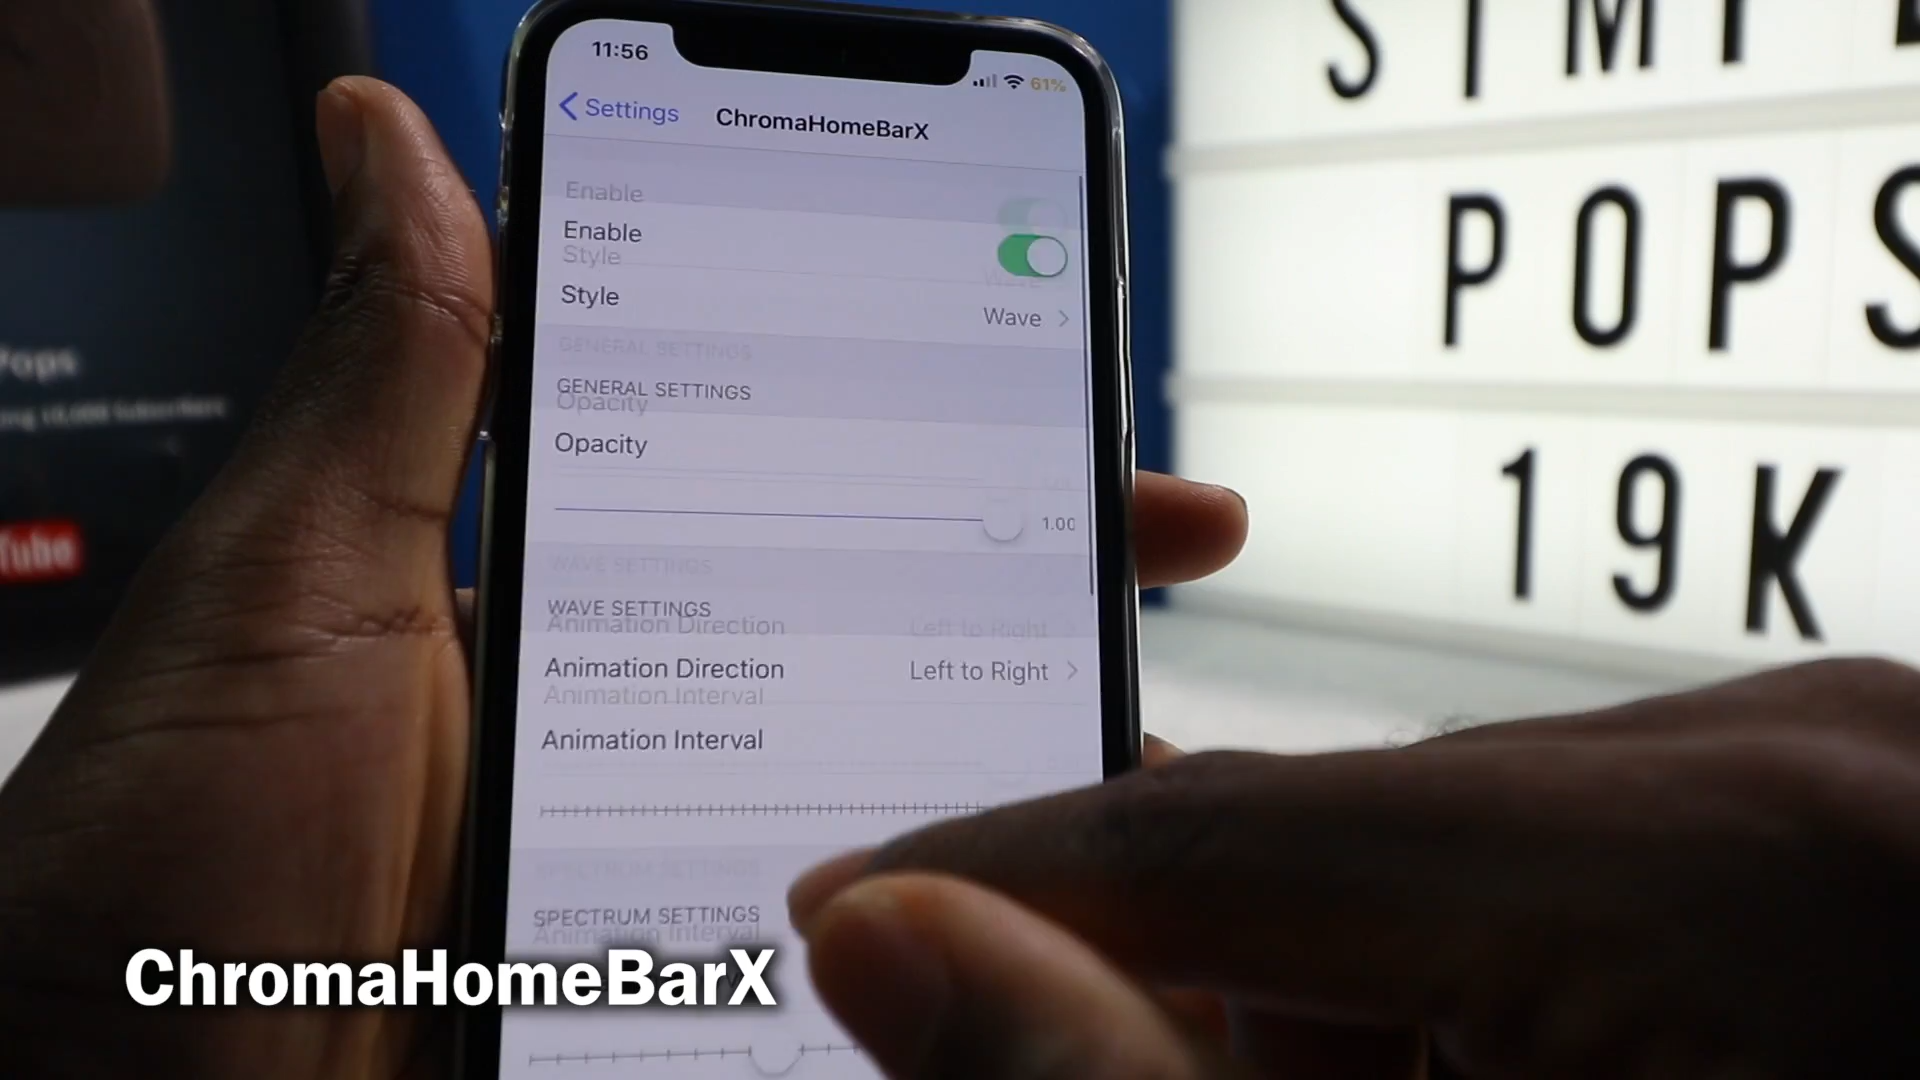 11:56
61%
Settings
ChromaHomeBarX
Enable
Enable
Style
Style
Wave
GENERAL SETTINGS
GENERAL SETTINGS
Opacity
Opacity
1.00
WAVE SETTINGS
WAVE SETTINGS
Animation Direction
Left to Right
Animation Direction
Left to Right
Animation Interval
Animation Interval
SPECTRUM SETTINGS
SPECTRUM SETTINGS
Animation Interval
ChromaHomeBarX
POPS
19K
Pops
Tube